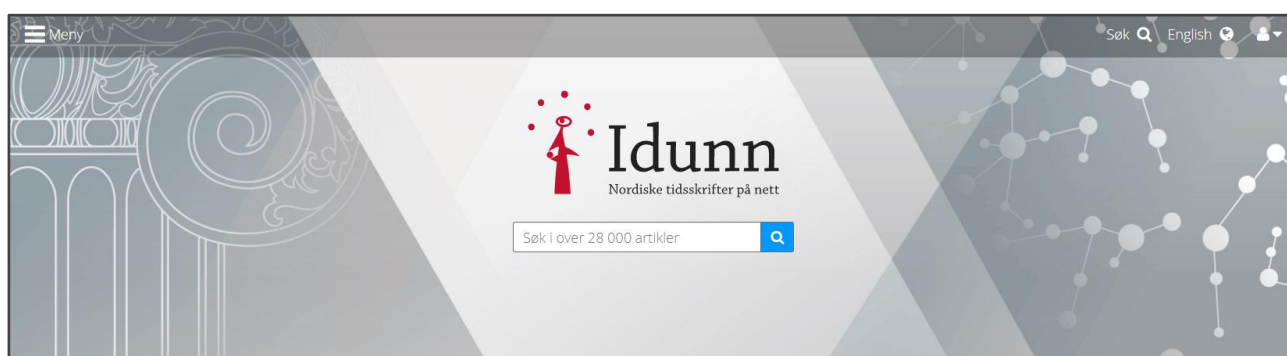 Meny
Søk English
Idunn
Nordiske tidsskrifter på nett
Søk i over 28 000 artikler